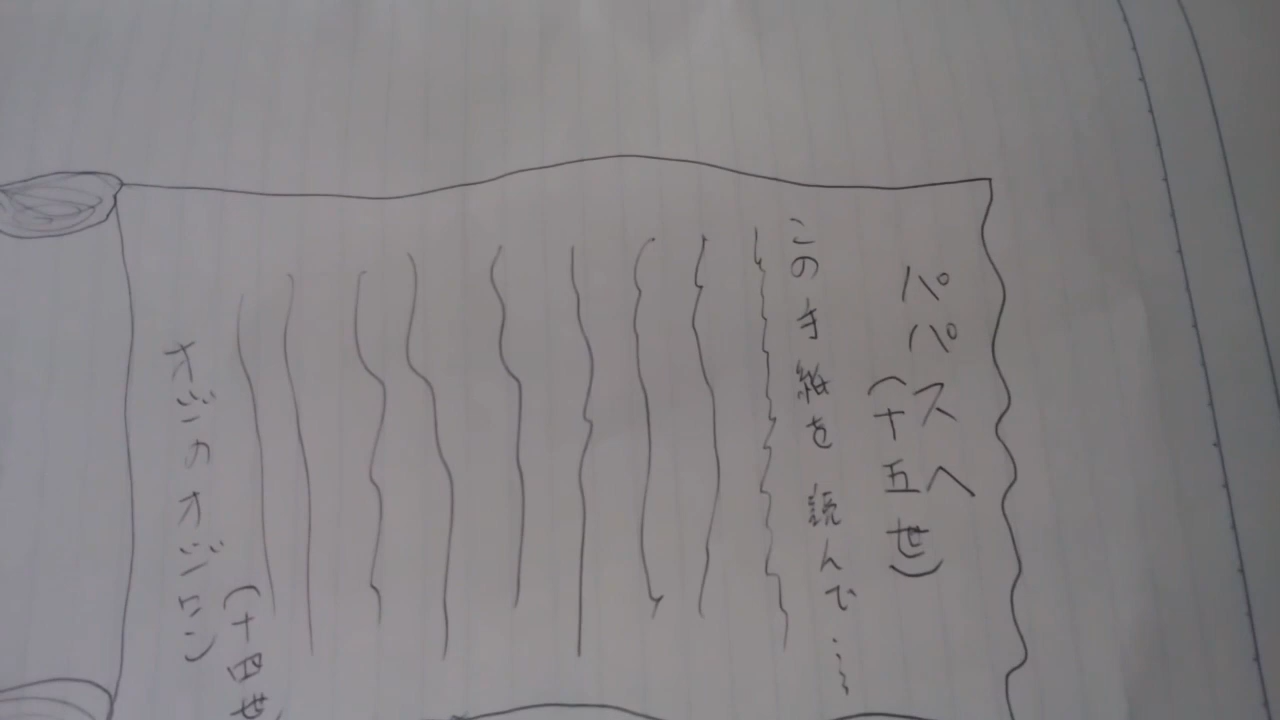 パパスへ
(十五世)
この手紙を読んで……
(十四世)
オジのオジロン